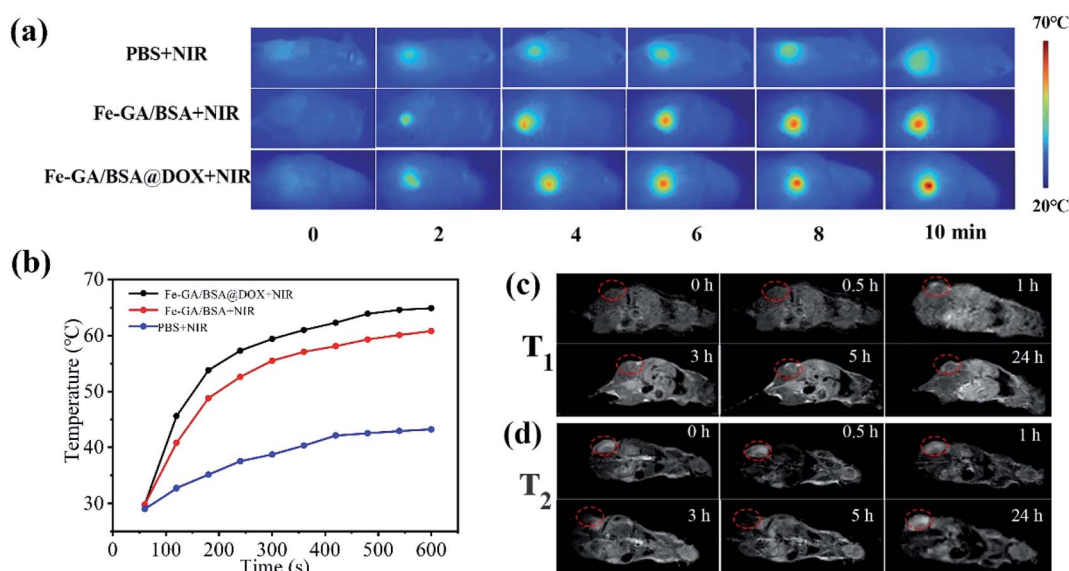 (a)
70°C
PBS+NIR
Fe-GA/BSA+NIR
Fe-GA/BSA@DOX+NIR
20°C
0 2 4 6 8 10 min
(b)
70
60
50
40
30
Temperature (°C)
Fe-GA/BSA@DOX+NIR
Fe-GA/BSA+NIR
PBS+NIR
0 100 200 300 400 500 600
Time (s)
(c)
T1
0 h 0.5 h 1 h
3 h 5 h 24 h
(d)
T2
0 h 0.5 h 1 h
3 h 5 h 24 h